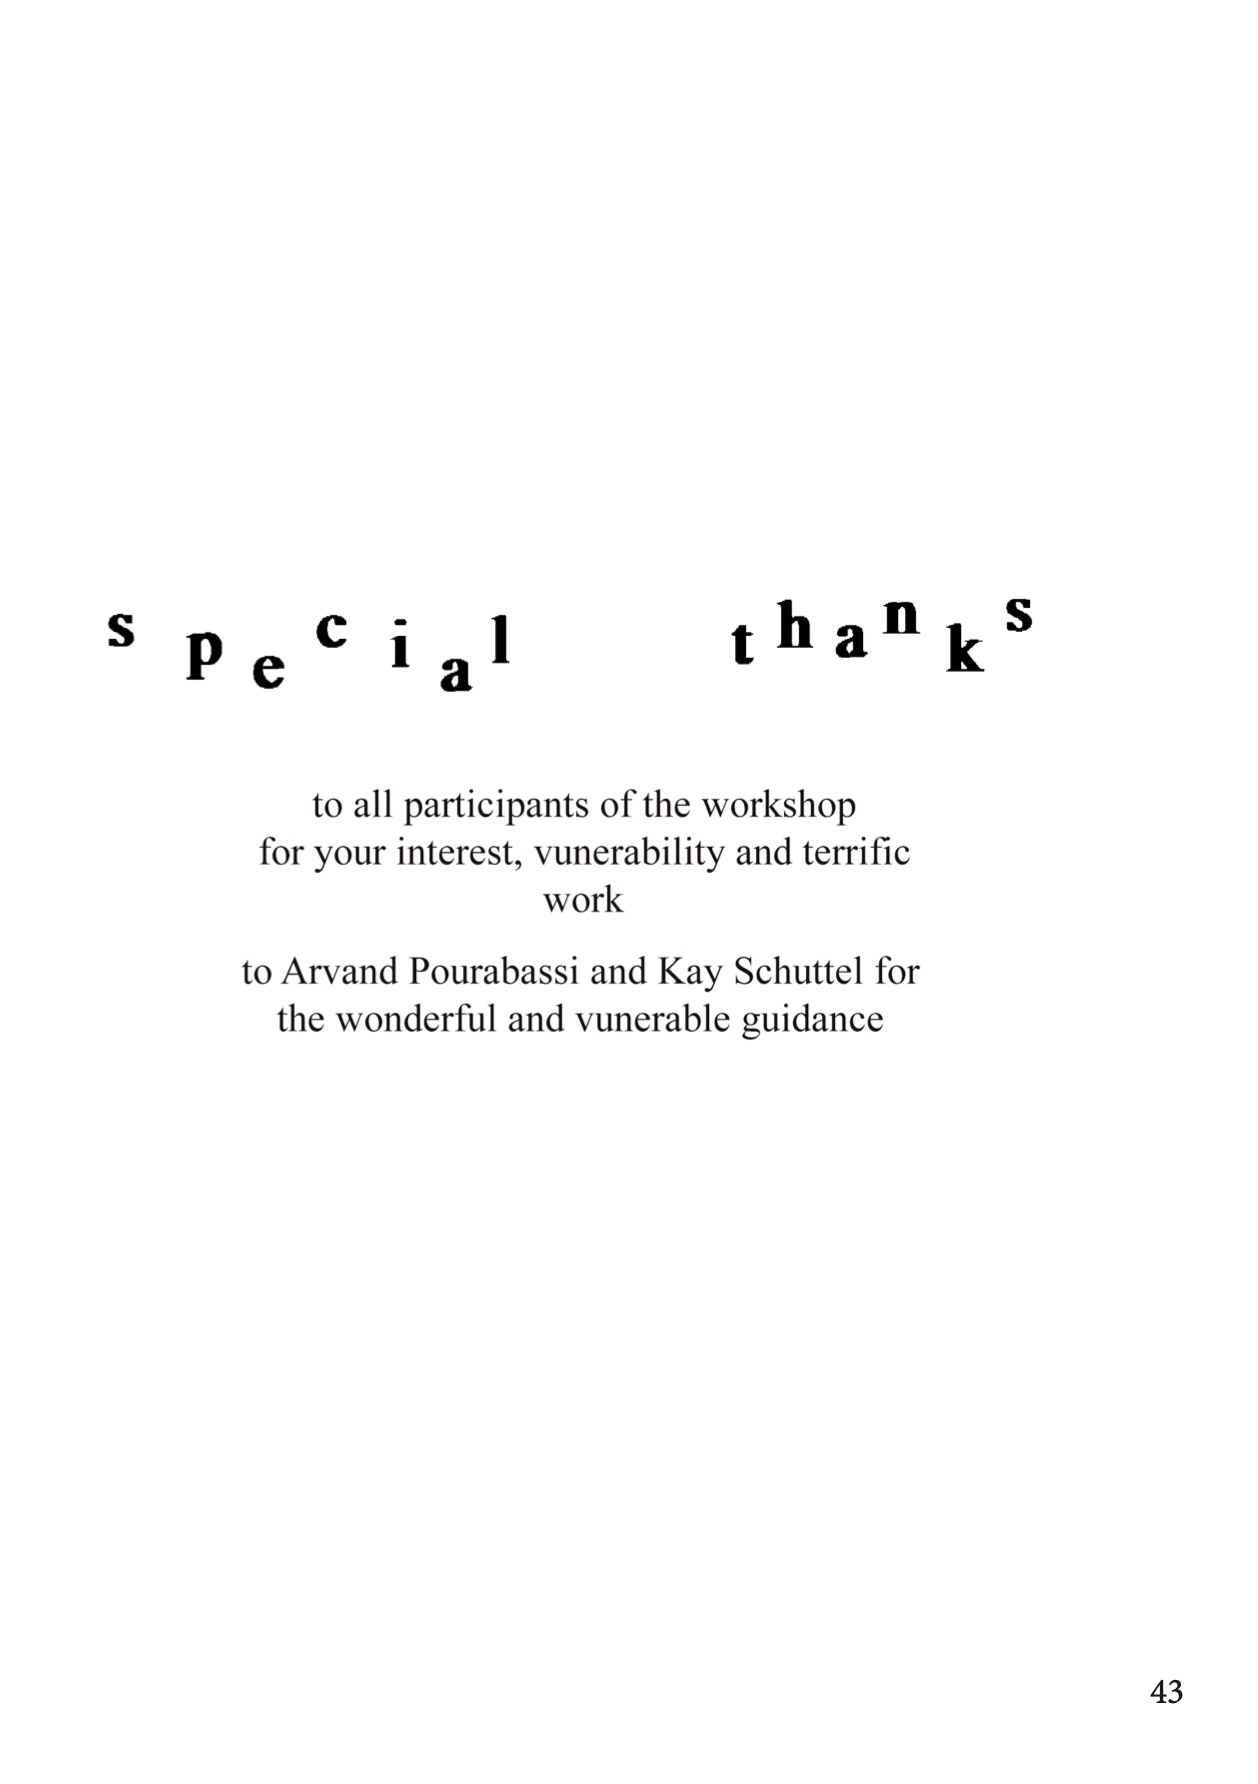 special thanks
to all participants of the workshop
for your interest, vunerability and terrific
work
to Arvand Pourabassi and Kay Schuttel for
the wonderful and vunerable guidance
43